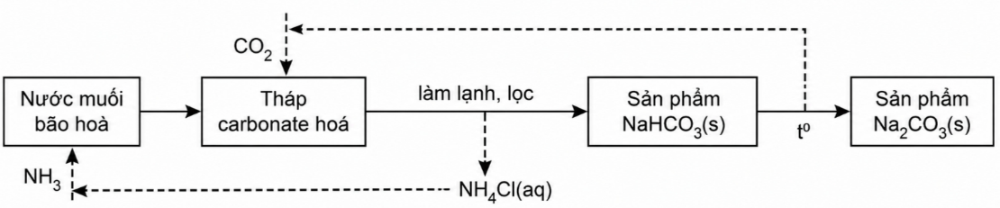 CO₂
Nước muối
bão hoà
Tháp
carbonate hoá
làm lạnh, lọc
Sản phẩm
NaHCO₃(s)
t⁰
Sản phẩm
Na₂CO₃(s)
NH₃
NH₄Cl(aq)